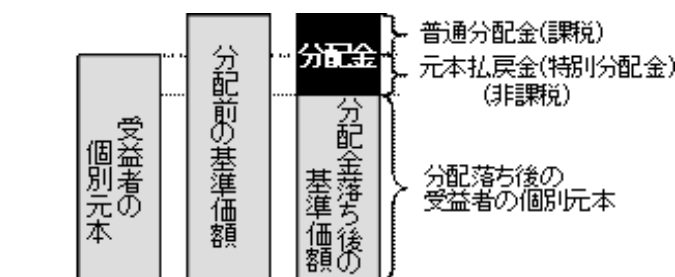 受益者の
個別元本
分配前の基準価額
分配金
分配金落ち後の
基準価額
普通分配金(課税)
元本払戻金(特別分配金)
(非課税)
分配落ち後の
受益者の個別元本